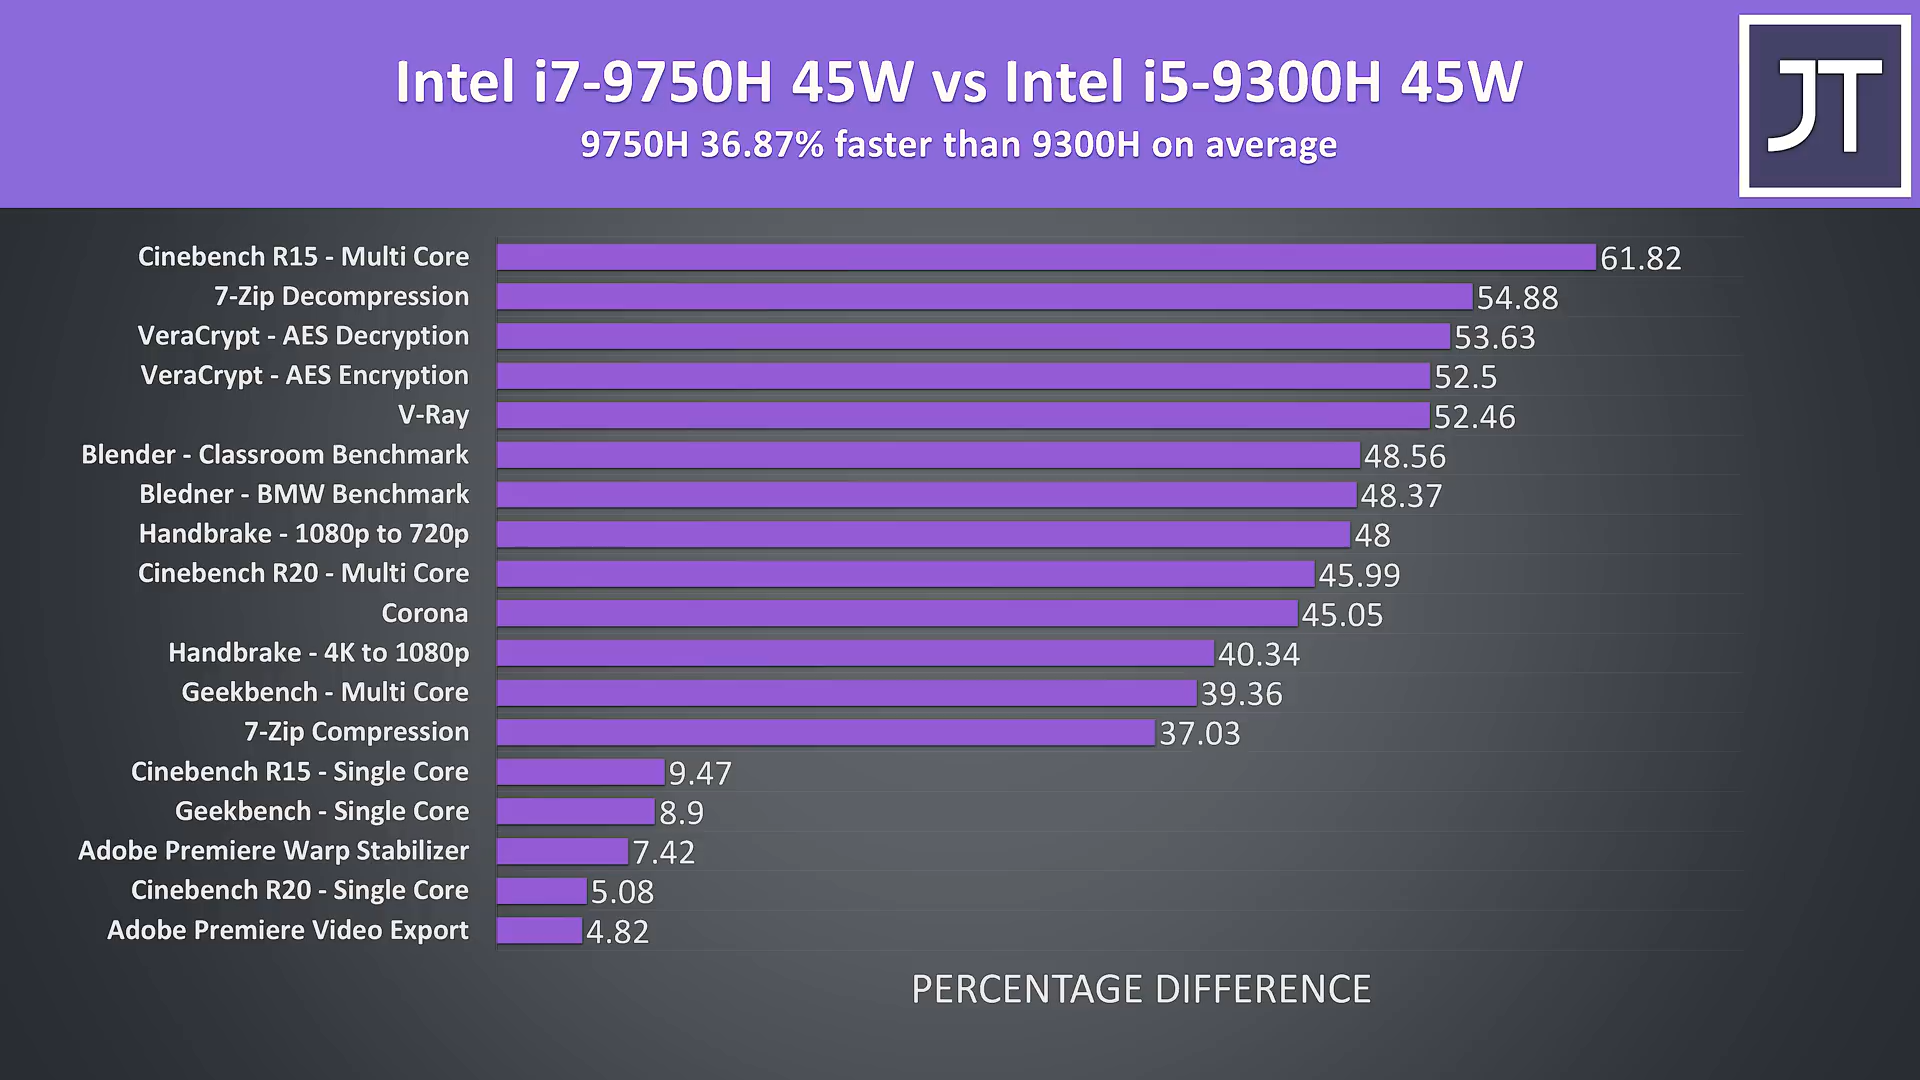 Intel i7-9750H 45W vs Intel i5-9300H 45W
9750H 36.87% faster than 9300H on average
JT
Cinebench R15 - Multi Core 61.82
7-Zip Decompression 54.88
VeraCrypt - AES Decryption 53.63
VeraCrypt - AES Encryption 52.5
V-Ray 52.46
Blender - Classroom Benchmark 48.56
Bledner - BMW Benchmark 48.37
Handbrake - 1080p to 720p 48
Cinebench R20 - Multi Core 45.99
Corona 45.05
Handbrake - 4K to 1080p 40.34
Geekbench - Multi Core 39.36
7-Zip Compression 37.03
Cinebench R15 - Single Core 9.47
Geekbench - Single Core 8.9
Adobe Premiere Warp Stabilizer 7.42
Cinebench R20 - Single Core 5.08
Adobe Premiere Video Export 4.82
PERCENTAGE DIFFERENCE